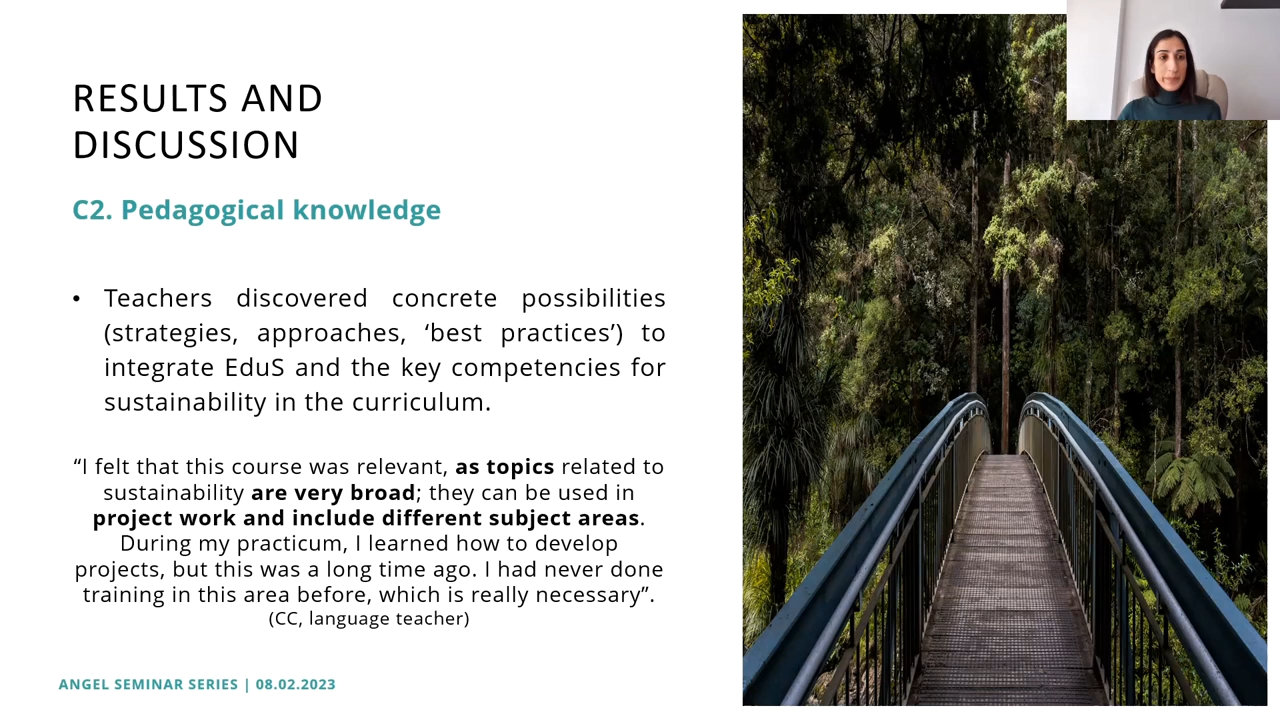 RESULTS AND
DISCUSSION
C2. Pedagogical knowledge
• Teachers discovered concrete possibilities
(strategies, approaches, ‘best practices’) to
integrate EduS and the key competencies for
sustainability in the curriculum.
“I felt that this course was relevant, as topics related to
sustainability are very broad; they can be used in
project work and include different subject areas.
During my practicum, I learned how to develop
projects, but this was a long time ago. I had never done
training in this area before, which is really necessary”.
(CC, language teacher)
ANGEL SEMINAR SERIES | 08.02.2023